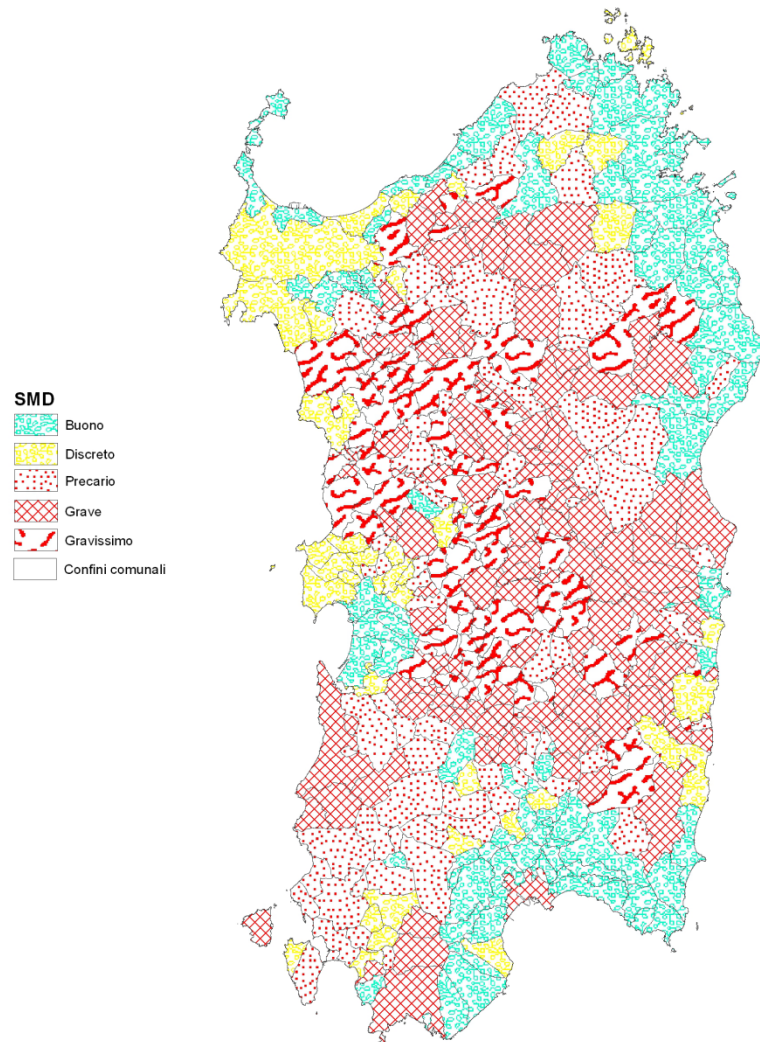 SMD
Buono
Discreto
Precario
Grave
Gravissimo
Confini comunali